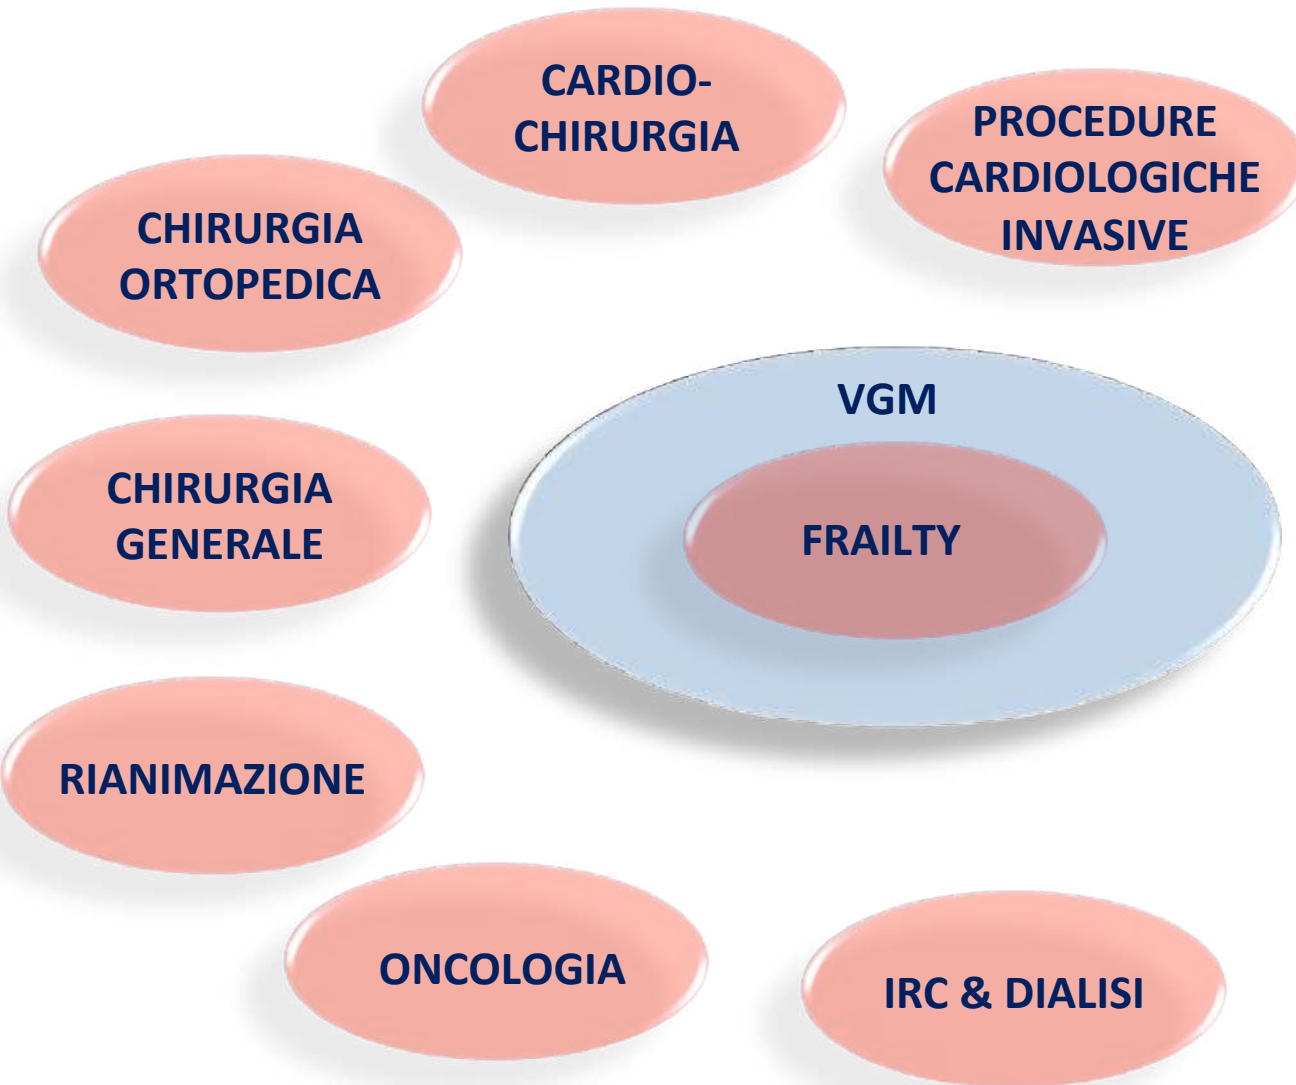 CARDIO-
CHIRURGIA
PROCEDURE
CARDIOLOGICHE
INVASIVE
CHIRURGIA
ORTOPEDICA
VGM
CHIRURGIA
GENERALE
FRAILTY
RIANIMAZIONE
ONCOLOGIA
IRC & DIALISI